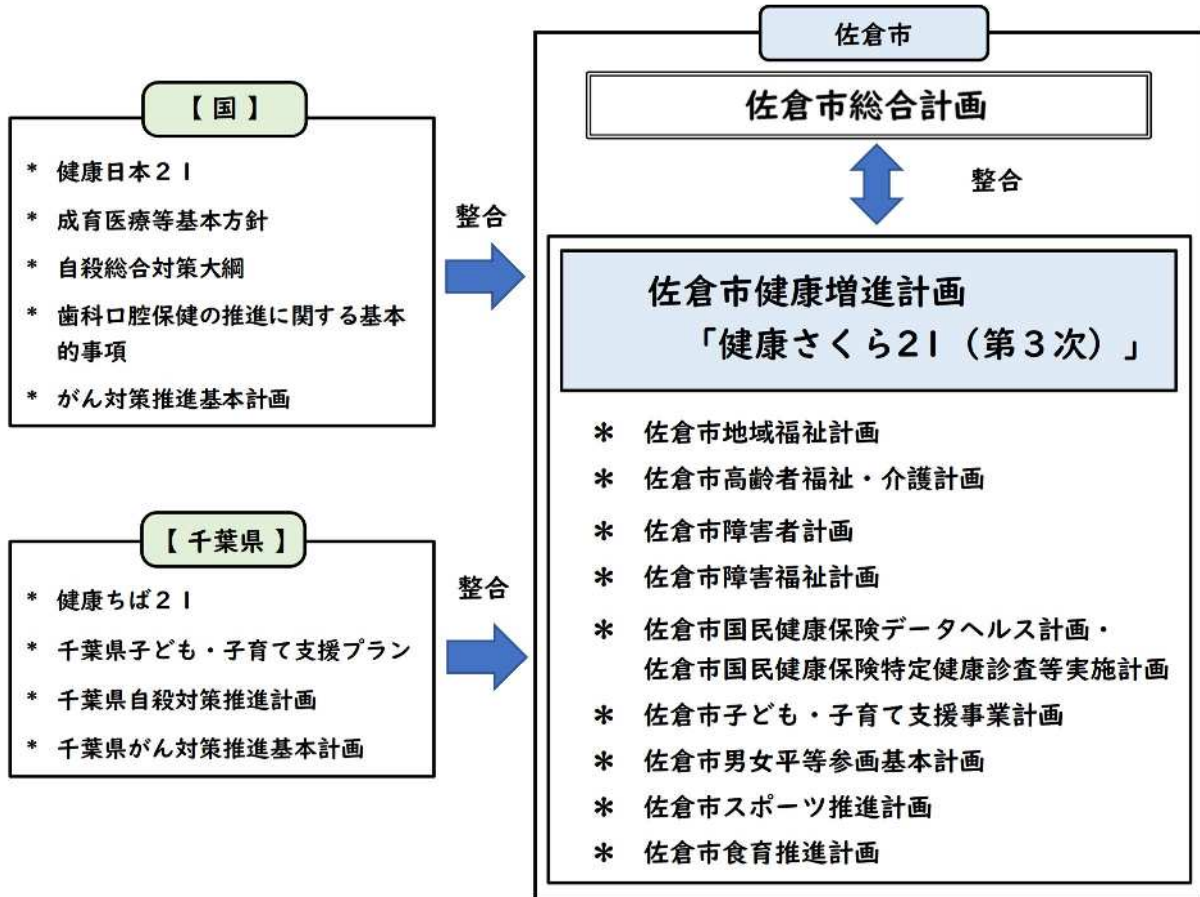 【 国 】
* 健康日本２１
* 成育医療等基本方針
* 自殺総合対策大綱
* 歯科口腔保健の推進に関する基本
的事項
* がん対策推進基本計画
整合
【 千葉県 】
* 健康ちば２１
* 千葉県子ども・子育て支援プラン
* 千葉県自殺対策推進計画
* 千葉県がん対策推進基本計画
整合
佐倉市
佐倉市総合計画
整合
佐倉市健康増進計画
「健康さくら21（第３次）」
＊ 佐倉市地域福祉計画
＊ 佐倉市高齢者福祉・介護計画
＊ 佐倉市障害者計画
＊ 佐倉市障害福祉計画
＊ 佐倉市国民健康保険データヘルス計画・
佐倉市国民健康保険特定健康診査等実施計画
＊ 佐倉市子ども・子育て支援事業計画
＊ 佐倉市男女平等参画基本計画
＊ 佐倉市スポーツ推進計画
＊ 佐倉市食育推進計画